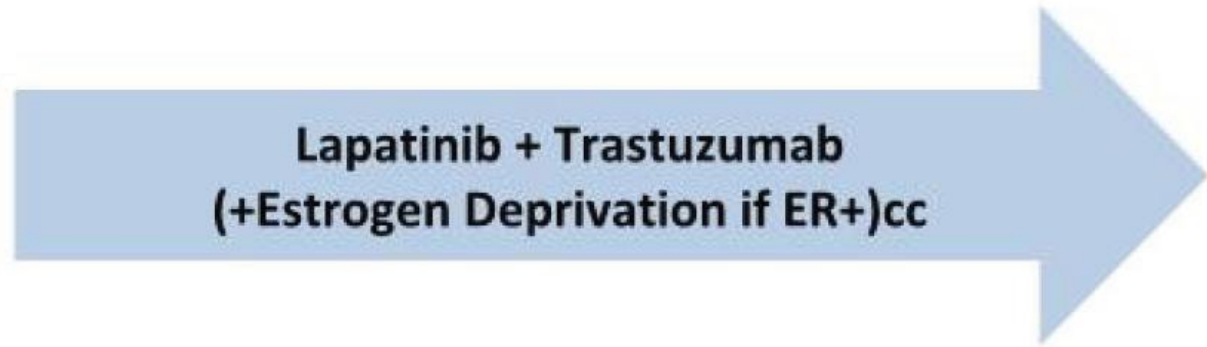 Lapatinib + Trastuzumab
(+Estrogen Deprivation if ER+)cc